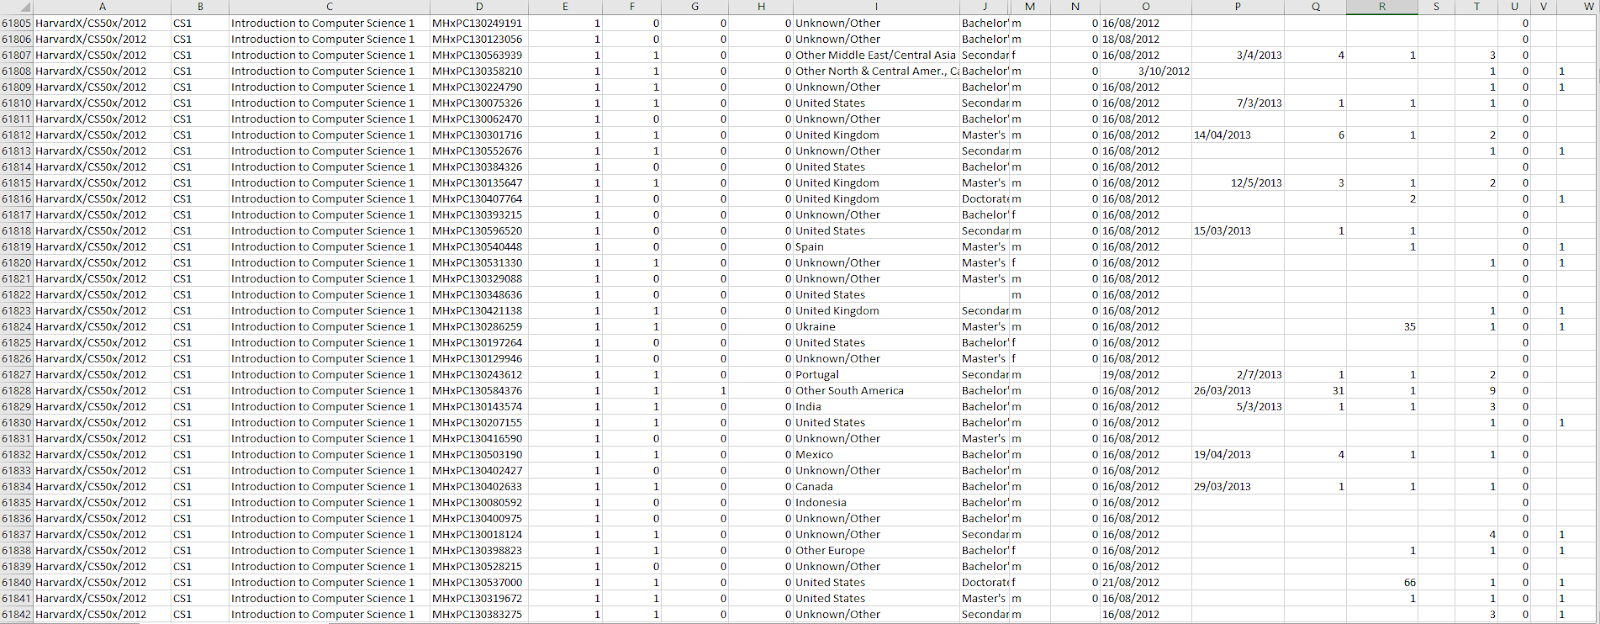 A B C D E F G H I J M N O P Q R S T U V W
61805 HarvardX/CS50x/2012 CS1 Introduction to Computer Science 1 MHxPC130249191 1 0 0 0 Unknown/Other Bachelor' m 0 16/08/2012 0
61806 HarvardX/CS50x/2012 CS1 Introduction to Computer Science 1 MHxPC130123056 1 0 0 0 Unknown/Other Bachelor' m 0 18/08/2012 0
61807 HarvardX/CS50x/2012 CS1 Introduction to Computer Science 1 MHxPC130563939 1 1 0 0 Other Middle East/Central Asia Secondar f 0 16/08/2012 3/4/2013 4 1 3 0
61808 HarvardX/CS50x/2012 CS1 Introduction to Computer Science 1 MHxPC130358210 1 1 0 0 Other North & Central Amer., Ca Bachelor' m 0 3/10/2012 1 0 1
61809 HarvardX/CS50x/2012 CS1 Introduction to Computer Science 1 MHxPC130224790 1 1 0 0 Unknown/Other Bachelor' m 0 16/08/2012 1 0 1
61810 HarvardX/CS50x/2012 CS1 Introduction to Computer Science 1 MHxPC130075326 1 1 0 0 United States Secondar m 0 16/08/2012 7/3/2013 1 1 1 0
61811 HarvardX/CS50x/2012 CS1 Introduction to Computer Science 1 MHxPC130062470 1 0 0 0 Unknown/Other Bachelor' m 0 16/08/2012 0
61812 HarvardX/CS50x/2012 CS1 Introduction to Computer Science 1 MHxPC130301716 1 1 0 0 United Kingdom Master's m 0 16/08/2012 14/04/2013 6 1 2 0
61813 HarvardX/CS50x/2012 CS1 Introduction to Computer Science 1 MHxPC130552676 1 1 0 0 Unknown/Other Secondar m 0 16/08/2012 1 0 1
61814 HarvardX/CS50x/2012 CS1 Introduction to Computer Science 1 MHxPC130384326 1 0 0 0 United States Bachelor' m 0 16/08/2012 0
61815 HarvardX/CS50x/2012 CS1 Introduction to Computer Science 1 MHxPC130135647 1 1 0 0 United Kingdom Master's m 0 16/08/2012 12/5/2013 3 1 2 0
61816 HarvardX/CS50x/2012 CS1 Introduction to Computer Science 1 MHxPC130407764 1 1 0 0 United Kingdom Doctorate m 0 16/08/2012 2 0 1
61817 HarvardX/CS50x/2012 CS1 Introduction to Computer Science 1 MHxPC130393215 1 0 0 0 Unknown/Other Bachelor' f 0 16/08/2012 0
61818 HarvardX/CS50x/2012 CS1 Introduction to Computer Science 1 MHxPC130596520 1 1 0 0 United States Secondar m 0 16/08/2012 15/03/2013 1 1 0
61819 HarvardX/CS50x/2012 CS1 Introduction to Computer Science 1 MHxPC130540448 1 1 0 0 Spain Master's m 0 16/08/2012 1 0 1
61820 HarvardX/CS50x/2012 CS1 Introduction to Computer Science 1 MHxPC130531330 1 1 0 0 Unknown/Other Master's f 0 16/08/2012 1 0 1
61821 HarvardX/CS50x/2012 CS1 Introduction to Computer Science 1 MHxPC130329088 1 0 0 0 Unknown/Other Master's m 0 16/08/2012 0
61822 HarvardX/CS50x/2012 CS1 Introduction to Computer Science 1 MHxPC130348636 1 0 0 0 United States m 0 16/08/2012 0
61823 HarvardX/CS50x/2012 CS1 Introduction to Computer Science 1 MHxPC130421138 1 1 0 0 United Kingdom Secondar m 0 16/08/2012 1 0 1
61824 HarvardX/CS50x/2012 CS1 Introduction to Computer Science 1 MHxPC130286259 1 1 0 0 Ukraine Master's m 0 16/08/2012 35 1 0 1
61825 HarvardX/CS50x/2012 CS1 Introduction to Computer Science 1 MHxPC130197264 1 0 0 0 United States Bachelor' f 0 16/08/2012 0
61826 HarvardX/CS50x/2012 CS1 Introduction to Computer Science 1 MHxPC130129946 1 0 0 0 Unknown/Other Master's f 0 16/08/2012 0
61827 HarvardX/CS50x/2012 CS1 Introduction to Computer Science 1 MHxPC130243612 1 1 0 0 Portugal Secondar m 19/08/2012 2/7/2013 1 1 2 0
61828 HarvardX/CS50x/2012 CS1 Introduction to Computer Science 1 MHxPC130584376 1 1 1 0 Other South America Bachelor' m 0 16/08/2012 26/03/2013 31 1 9 0
61829 HarvardX/CS50x/2012 CS1 Introduction to Computer Science 1 MHxPC130143574 1 1 0 0 India Bachelor' m 0 16/08/2012 5/3/2013 1 1 3 0
61830 HarvardX/CS50x/2012 CS1 Introduction to Computer Science 1 MHxPC130207155 1 1 0 0 United States Bachelor' m 0 16/08/2012 1 0 1
61831 HarvardX/CS50x/2012 CS1 Introduction to Computer Science 1 MHxPC130416590 1 0 0 0 Unknown/Other Master's m 0 16/08/2012 0
61832 HarvardX/CS50x/2012 CS1 Introduction to Computer Science 1 MHxPC130503190 1 1 0 0 Mexico Bachelor' m 0 16/08/2012 19/04/2013 4 1 1 0
61833 HarvardX/CS50x/2012 CS1 Introduction to Computer Science 1 MHxPC130402427 1 0 0 0 Unknown/Other Bachelor' m 0 16/08/2012 0
61834 HarvardX/CS50x/2012 CS1 Introduction to Computer Science 1 MHxPC130402633 1 1 0 0 Canada Bachelor' m 0 16/08/2012 29/03/2013 1 1 1 0
61835 HarvardX/CS50x/2012 CS1 Introduction to Computer Science 1 MHxPC130080592 1 0 0 0 Indonesia Bachelor' m 0 16/08/2012 0
61836 HarvardX/CS50x/2012 CS1 Introduction to Computer Science 1 MHxPC130400975 1 0 0 0 Unknown/Other Bachelor' m 0 16/08/2012 0
61837 HarvardX/CS50x/2012 CS1 Introduction to Computer Science 1 MHxPC130018124 1 1 0 0 Unknown/Other Secondar m 0 16/08/2012 4 0 1
61838 HarvardX/CS50x/2012 CS1 Introduction to Computer Science 1 MHxPC130398823 1 1 0 0 Other Europe Bachelor' f 0 16/08/2012 1 1 0 1
61839 HarvardX/CS50x/2012 CS1 Introduction to Computer Science 1 MHxPC130528215 1 0 0 0 Unknown/Other Bachelor' m 0 16/08/2012 0
61840 HarvardX/CS50x/2012 CS1 Introduction to Computer Science 1 MHxPC130537000 1 1 0 0 United States Doctorate f 0 21/08/2012 66 1 0 1
61841 HarvardX/CS50x/2012 CS1 Introduction to Computer Science 1 MHxPC130319672 1 1 0 0 United States Master's m 0 16/08/2012 1 1 0 1
61842 HarvardX/CS50x/2012 CS1 Introduction to Computer Science 1 MHxPC130383275 1 1 0 0 Unknown/Other Secondar m 16/08/2012 3 0 1